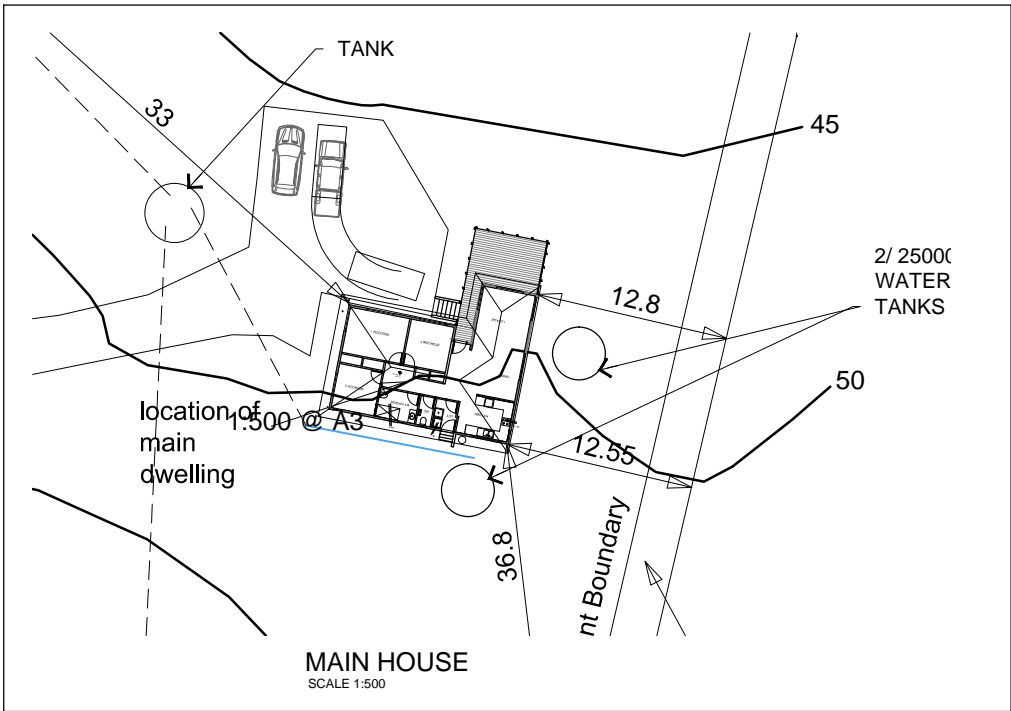 TANK
33
45
2/ 25000
WATER
TANKS
12.8
50
location of
1:500 @ A3
main
dwelling
12.55
36.8
nt Boundary
MAIN HOUSE
SCALE 1:500